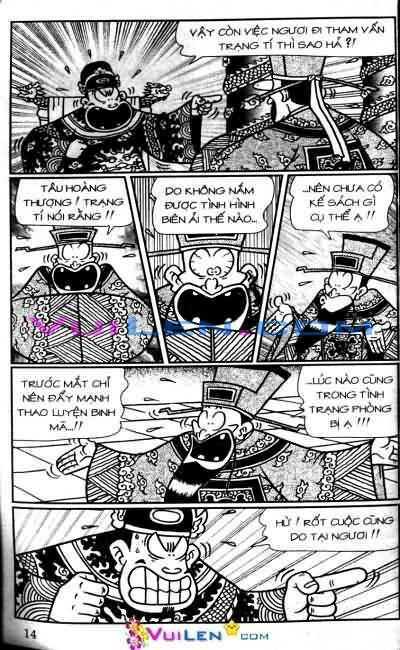 VẬY CÒN VIỆC NGƯƠI ĐI THAM VẤN
TRẠNG TÍ THÌ SAO HẢ?!
TÂU HOÀNG
THƯỢNG! TRẠNG
TÍ NÓI RẰNG!!
DO KHÔNG NẮM
ĐƯỢC TÌNH HÌNH
BIÊN ẢI THẾ NÀO...
...NÊN CHƯA CÓ
KẾ SÁCH GÌ
CỤ THỂ Ạ!
VUILEN.COM
TRƯỚC MẮT CHỈ
NÊN ĐẨY MẠNH
THAO LUYỆN BINH
MÃ...!!
...LÚC NÀO CŨNG
TRONG TÌNH
TRẠNG PHÒNG
BỊ Ạ!!!
HỪ! RỐT CUỘC CŨNG
DO TẠI NGƯƠI!!
14
VUILEN.COM